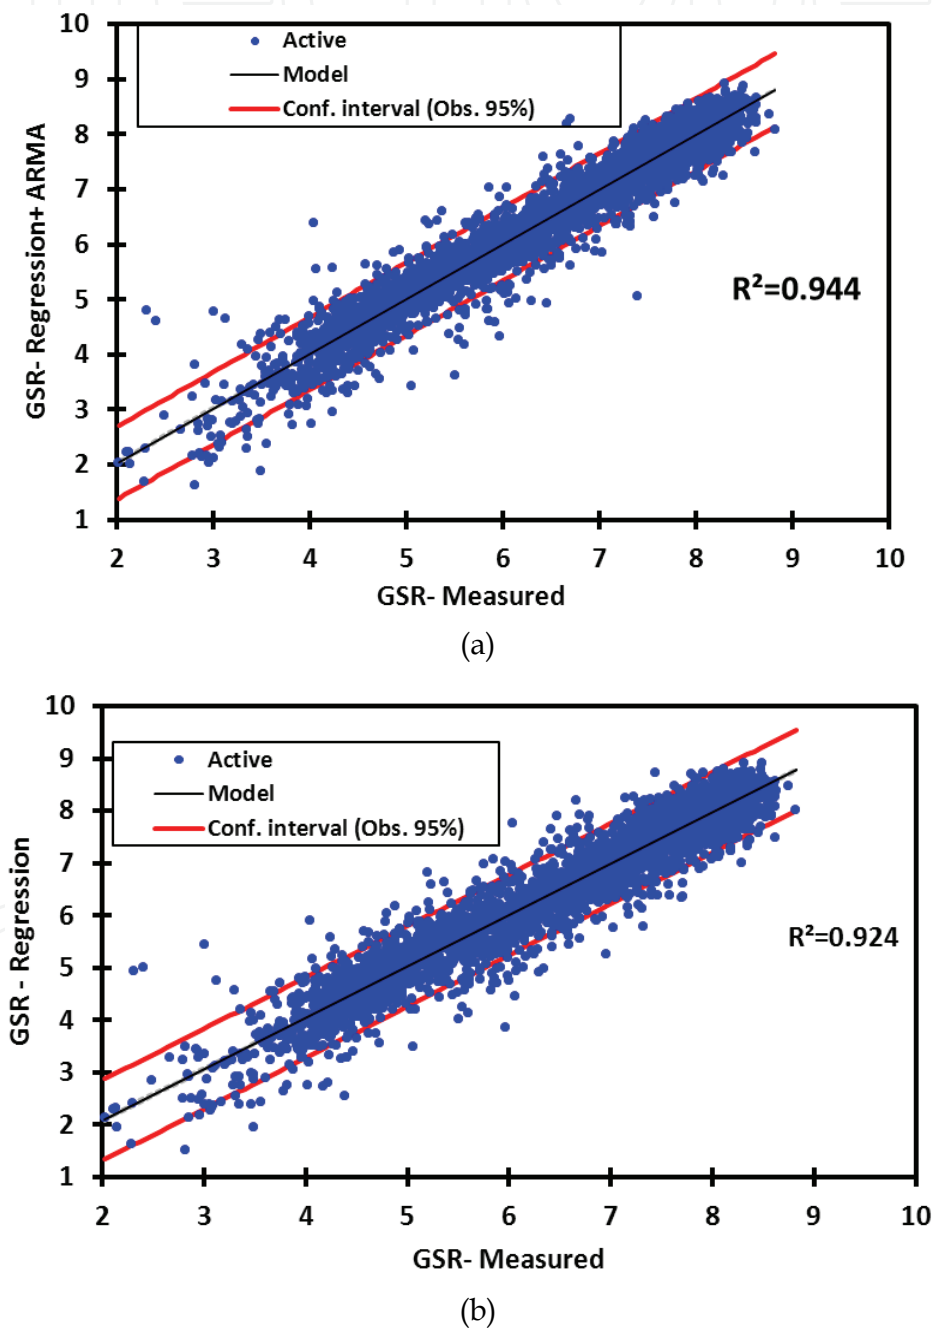 10
9
8
7
6
5
4
3
2
1
GSR- Regression+ ARMA
Active
Model
Conf. interval (Obs. 95%)
R²=0.944
2 3 4 5 6 7 8 9 10
GSR- Measured
(a)
10
9
8
7
6
5
4
3
2
1
GSR - Regression
Active
Model
Conf. interval (Obs. 95%)
R²=0.924
2 3 4 5 6 7 8 9 10
GSR- Measured
(b)